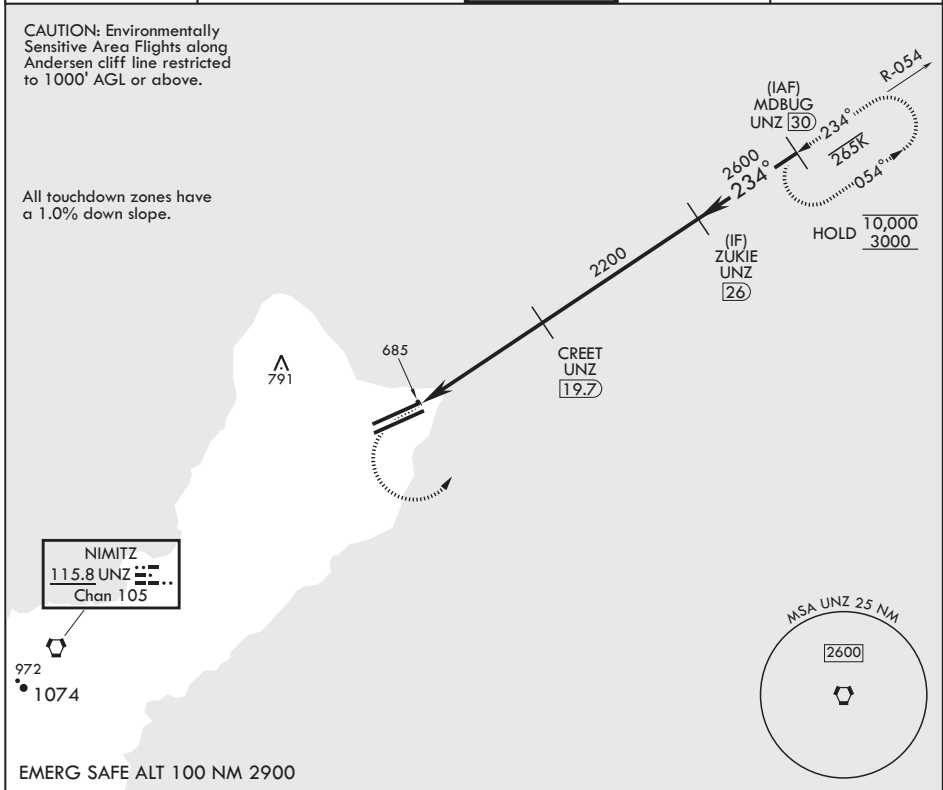 CAUTION: Environmentally
Sensitive Area Flights along
Andersen cliff line restricted
to 1000' AGL or above.
R-054
(IAF)
MDBUG
UNZ 30
234°
265K
054°
2600
234°
All touchdown zones have
a 1.0% down slope.
HOLD 10,000
3000
(IF)
ZUKIE
UNZ
26
2200
CREET
UNZ
19.7
685
791
NIMITZ
115.8 UNZ
Chan 105
972
1074
MSA UNZ 25 NM
2600
EMERG SAFE ALT 100 NM 2900